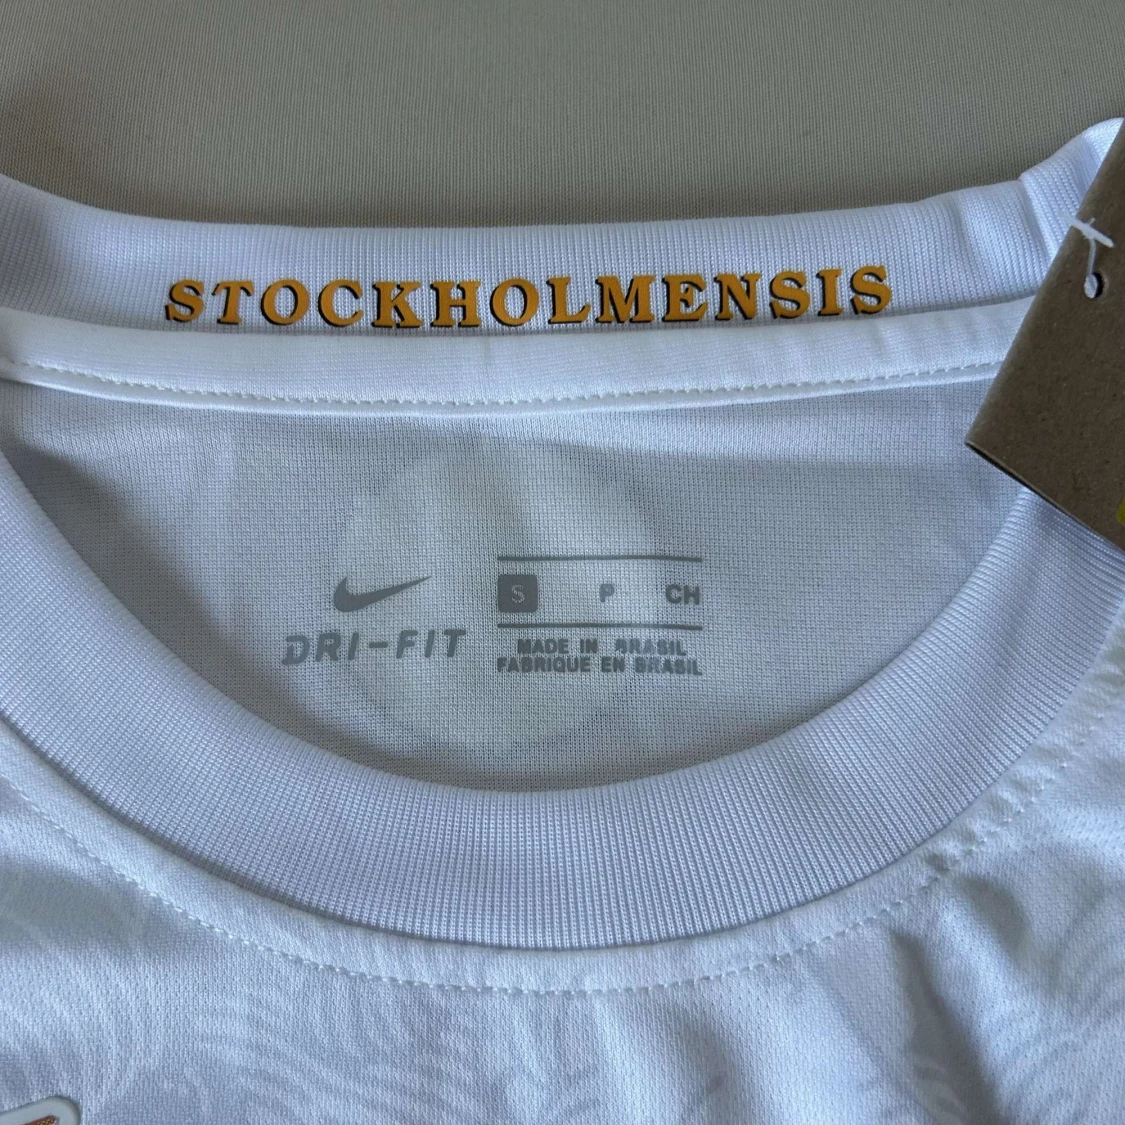 STOCKHOLMENSIS
S P CH
DRI-FIT
MADE IN BRASIL
FABRIQUE EN BRASIL